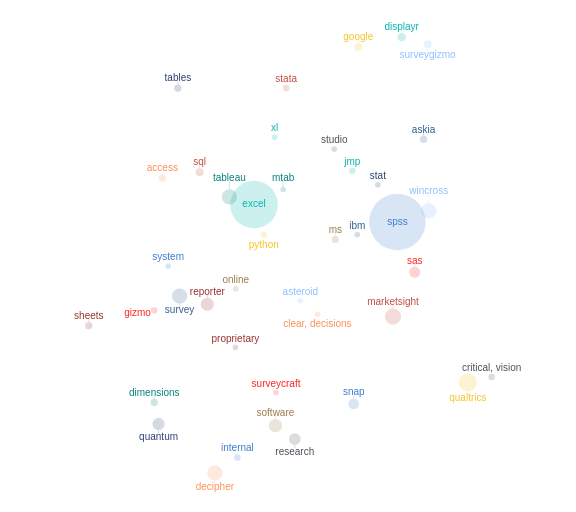 displayr
google
surveygizmo
tables
stata
xl
askia
studio
sql
access
jmp
tableau
mtab
stat
wincross
excel
spss
ms
ibm
python
system
sas
online
reporter
asteroid
marketsight
survey
gizmo
sheets
clear, decisions
proprietary
critical, vision
surveycraft
dimensions
snap
qualtrics
software
quantum
internal
research
decipher